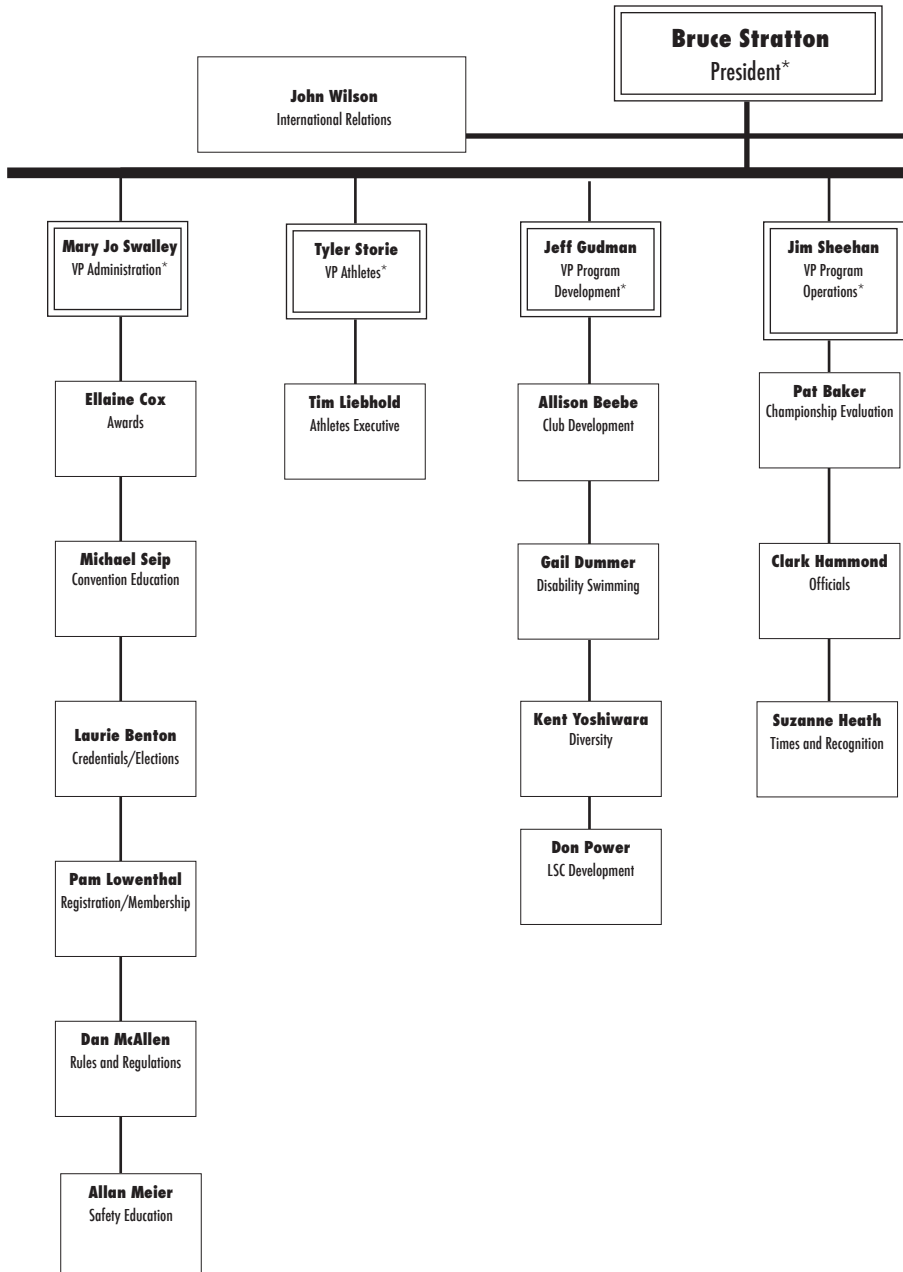 Bruce Stratton
President*
John Wilson
International Relations
Mary Jo Swalley
VP Administration*
Ellaine Cox
Awards
Michael Seip
Convention Education
Laurie Benton
Credentials/Elections
Pam Lowenthal
Registration/Membership
Dan McAllen
Rules and Regulations
Allan Meier
Safety Education
Tyler Storie
VP Athletes*
Tim Liebhold
Athletes Executive
Jeff Gudman
VP Program
Development*
Allison Beebe
Club Development
Gail Dummer
Disability Swimming
Kent Yoshiwara
Diversity
Don Power
LSC Development
Jim Sheehan
VP Program
Operations*
Pat Baker
Championship Evaluation
Clark Hammond
Officials
Suzanne Heath
Times and Recognition